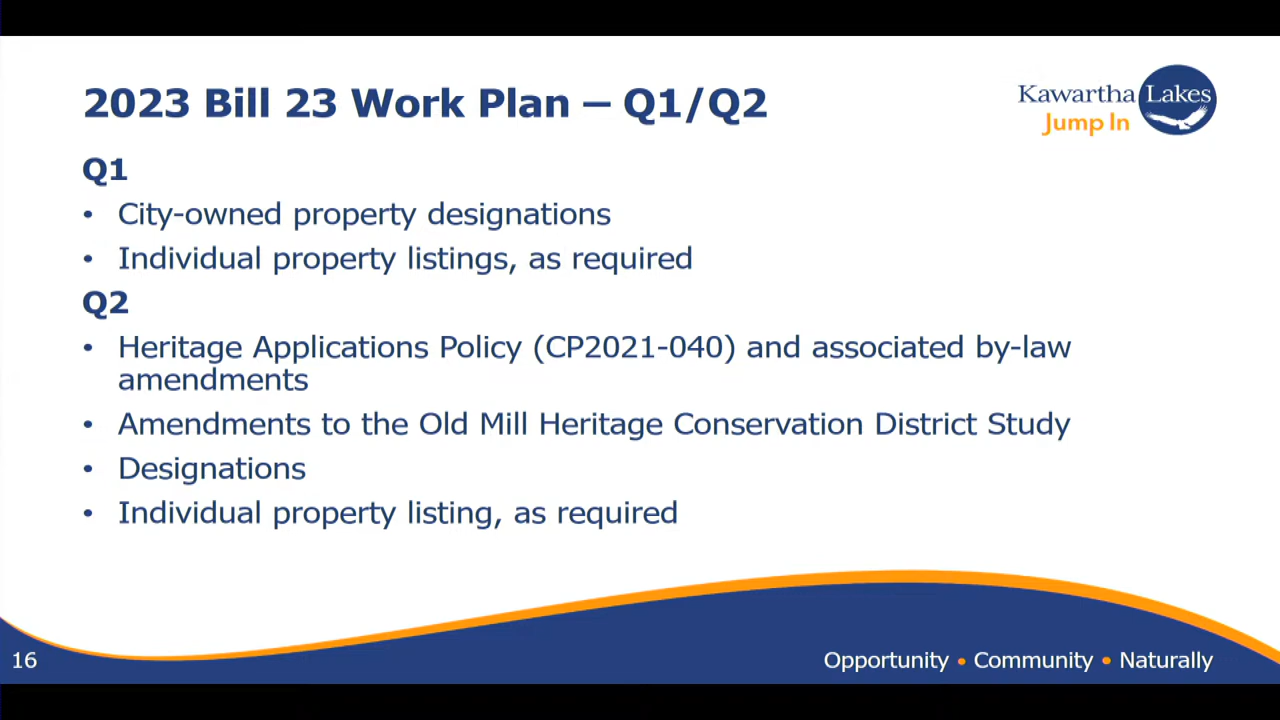 2023 Bill 23 Work Plan – Q1/Q2
Kawartha Lakes
Jump In
Q1
• City-owned property designations
• Individual property listings, as required
Q2
• Heritage Applications Policy (CP2021-040) and associated by-law
amendments
• Amendments to the Old Mill Heritage Conservation District Study
• Designations
• Individual property listing, as required
16
Opportunity • Community • Naturally